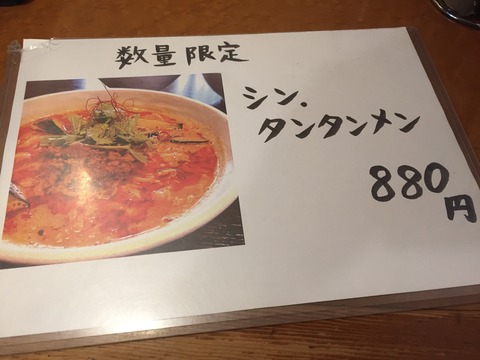 数量限定
シン.
タンタンメン
880
円